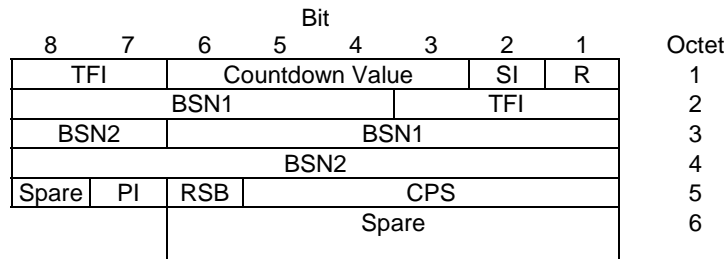 Bit
8 7 6 5 4 3 2 1 Octet
TFI Countdown Value SI R 1
BSN1 TFI 2
BSN2 BSN1 3
BSN2 4
Spare PI RSB CPS 5
Spare 6